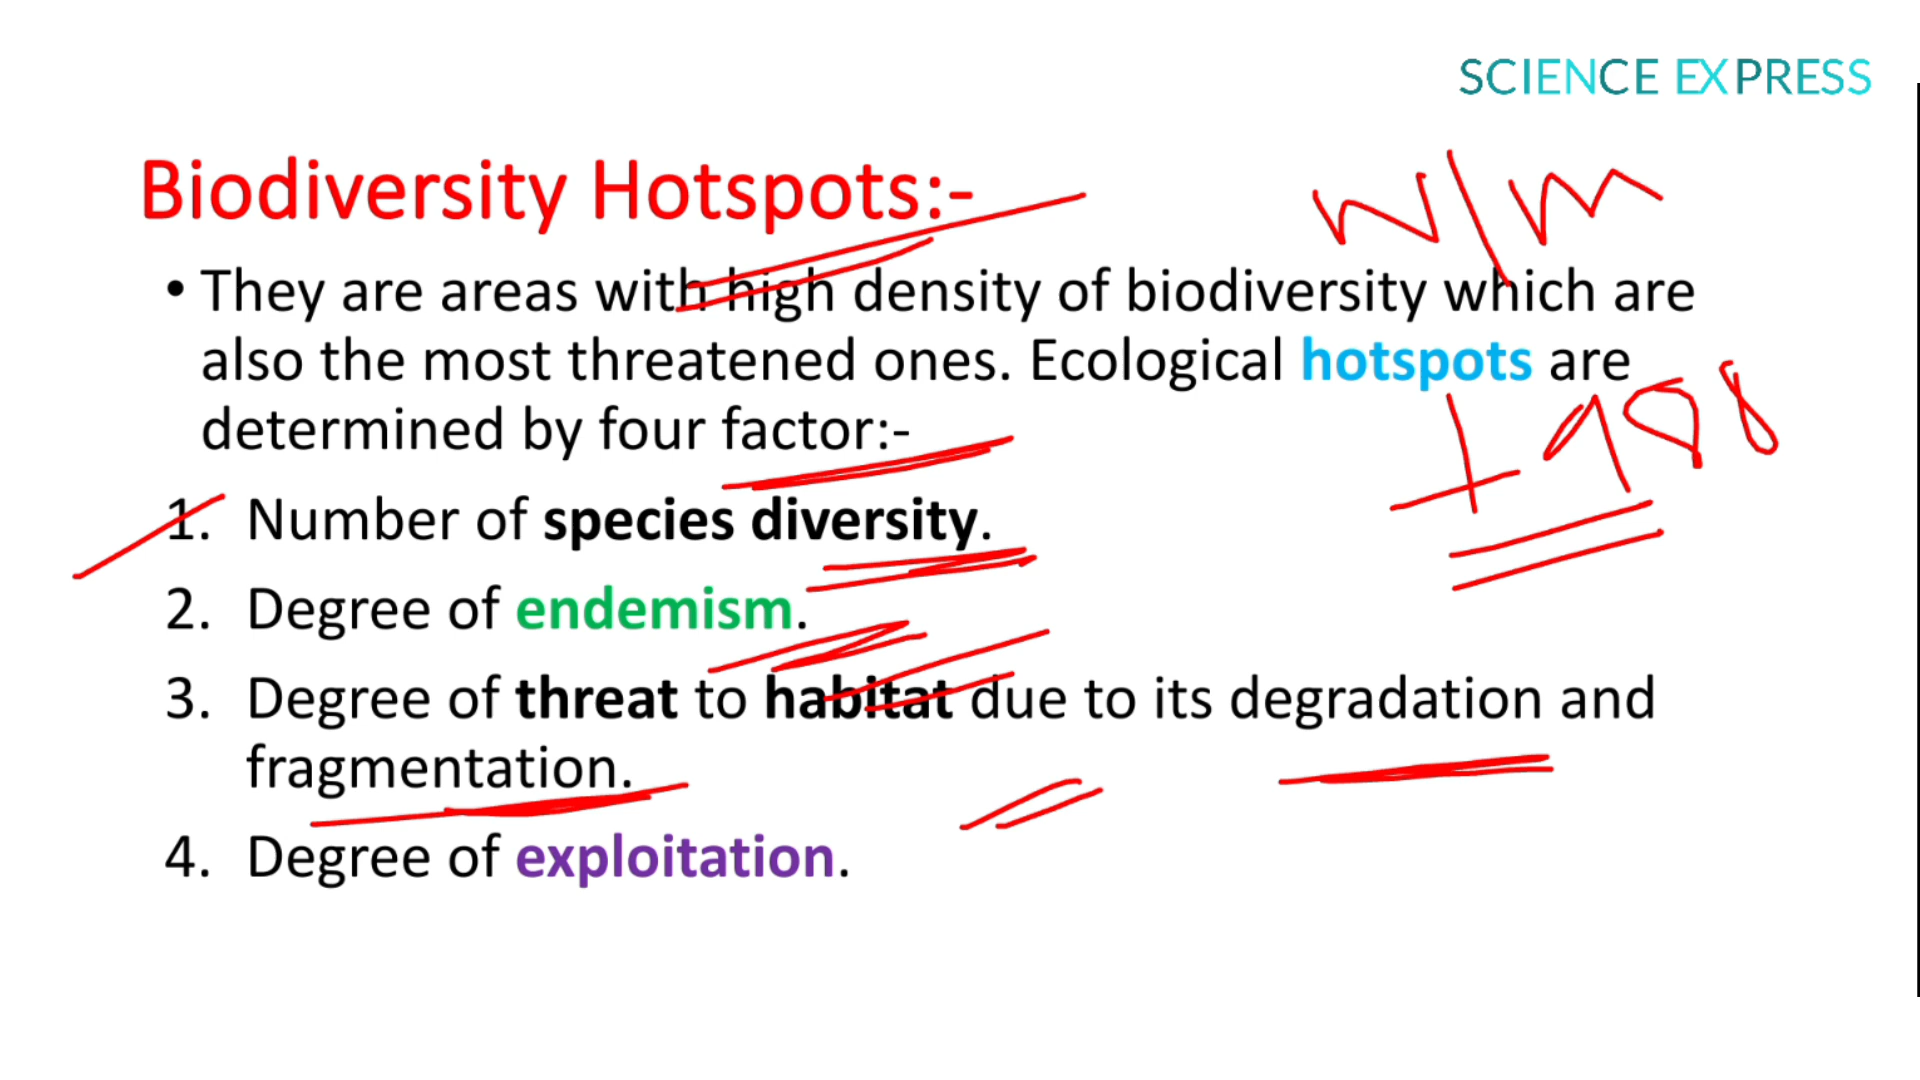 SCIENCE EXPRESS
Biodiversity Hotspots:-
N/M
• They are areas with high density of biodiversity which are
also the most threatened ones. Ecological hotspots are
determined by four factor:-
1. Number of species diversity.
2. Degree of endemism.
3. Degree of threat to habitat due to its degradation and
fragmentation.
4. Degree of exploitation.